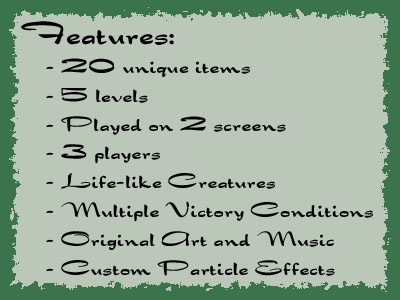 Features:
- 20 unique items
- 5 levels
- Played on 2 screens
- 3 players
- Life-like Creatures
- Multiple Victory Conditions
- Original Art and Music
- Custom Particle Effects